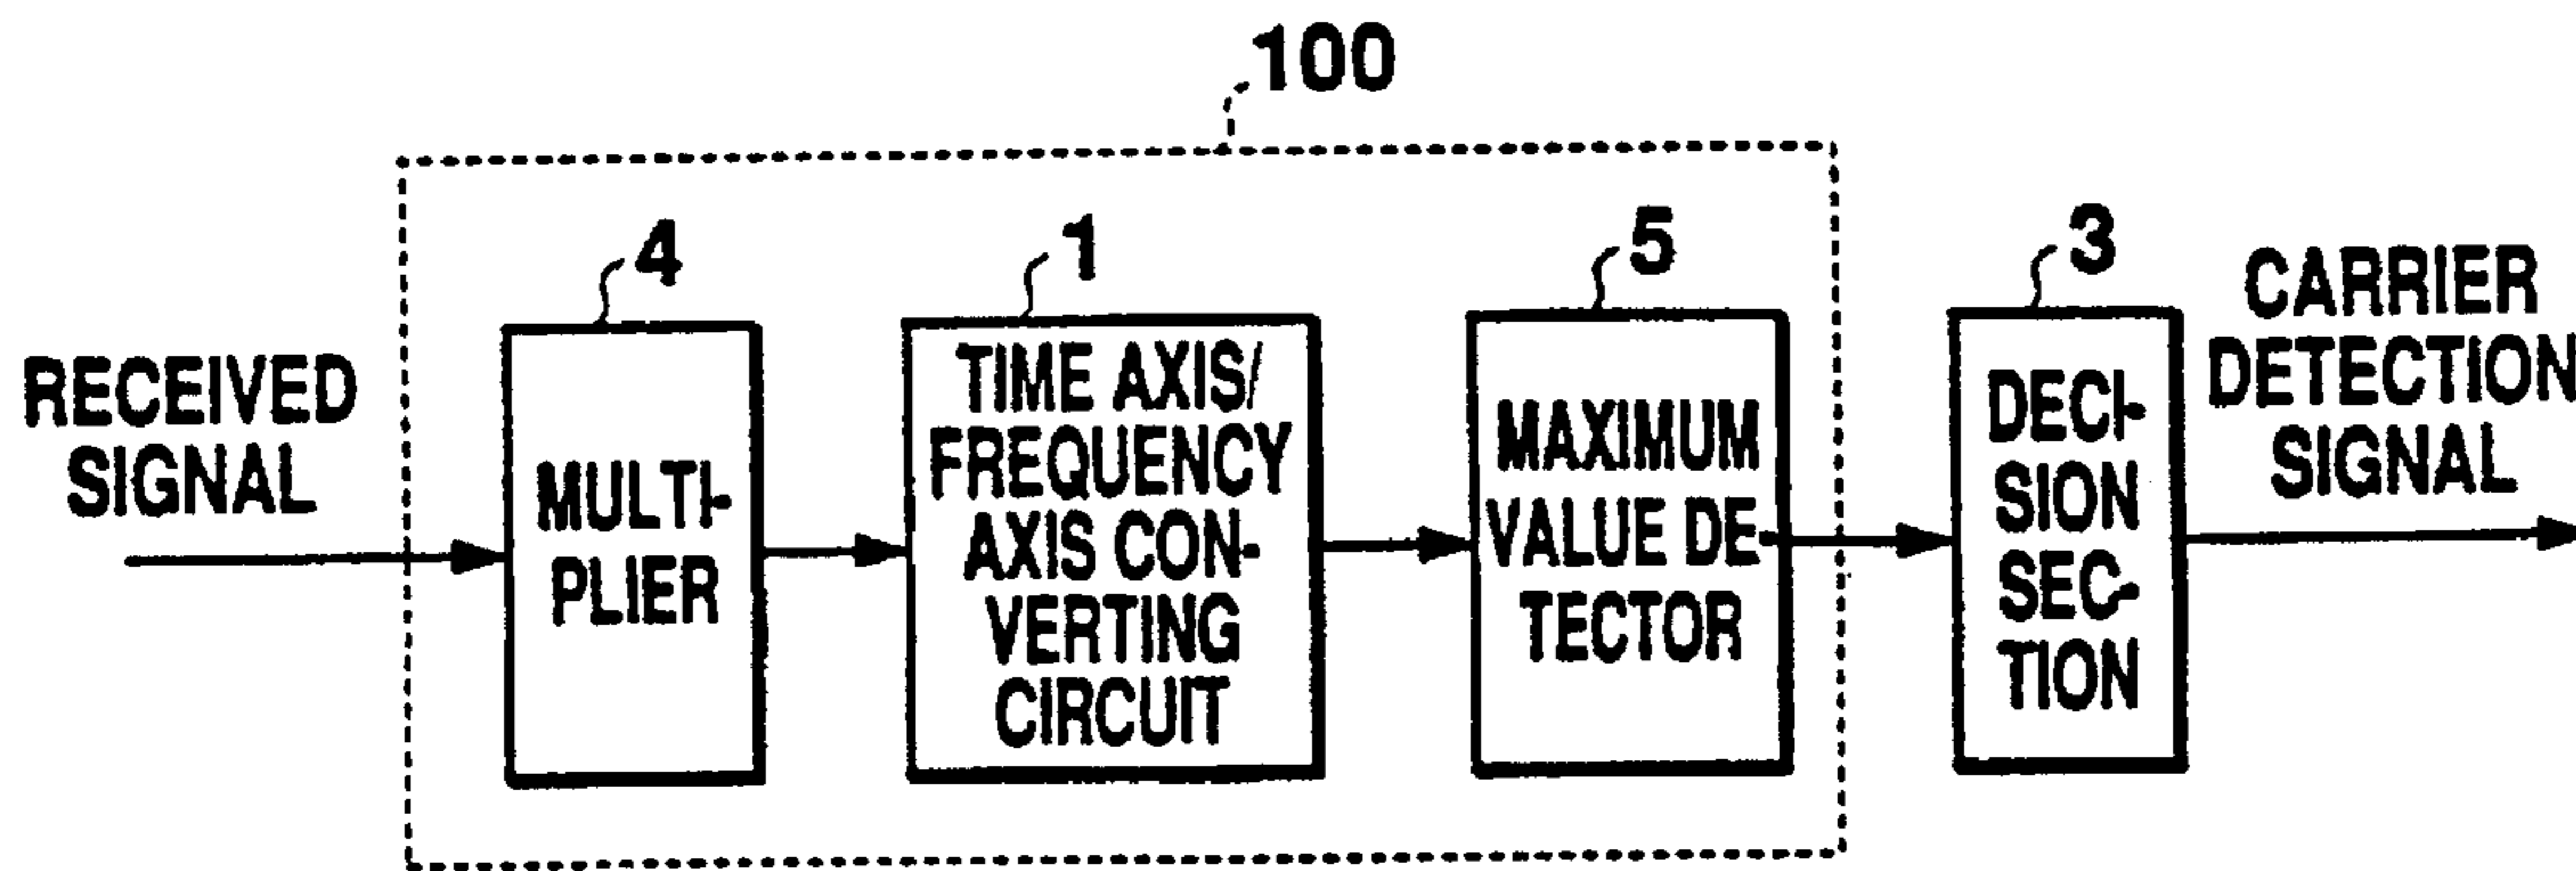 100
4
1
5
3
RECEIVED
SIGNAL
MULTI-
PLIER
TIME AXIS/
FREQUENCY
AXIS CON-
VERTING
CIRCUIT
MAXIMUM
VALUE DE-
TECTOR
DECI-
SION
SEC-
TION
CARRIER
DETECTION
SIGNAL